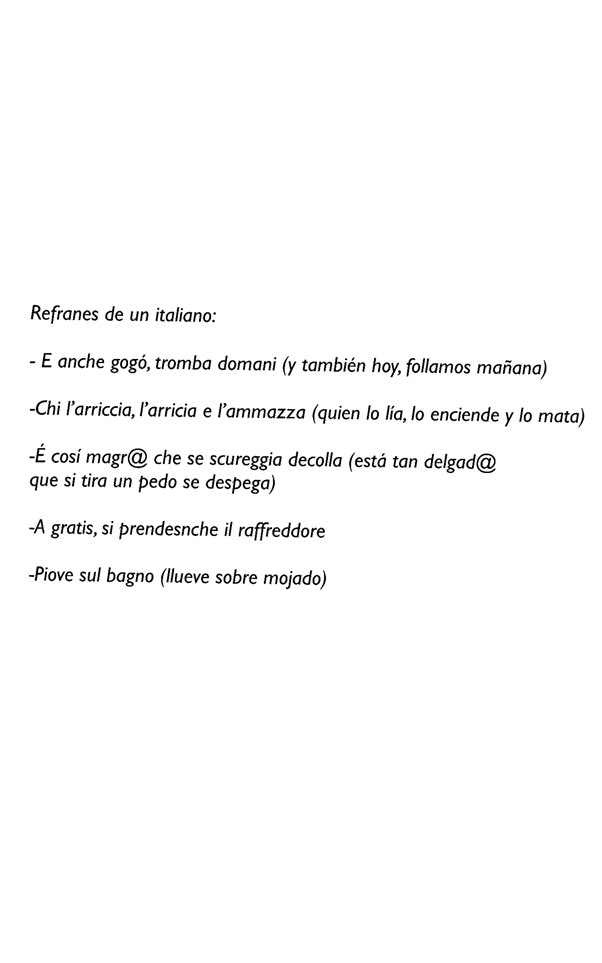 Refranes de un italiano:
- E anche gogó, tromba domani (y también hoy, follamos mañana)
-Chi l'arriccia, l'arricia e l'ammazza (quien lo lía, lo enciende y lo mata)
-É cosí magr@ che se scureggia decolla (está tan delgad@
que si tira un pedo se despega)
-A gratis, si prendesnche il raffreddore
-Piove sul bagno (llueve sobre mojado)